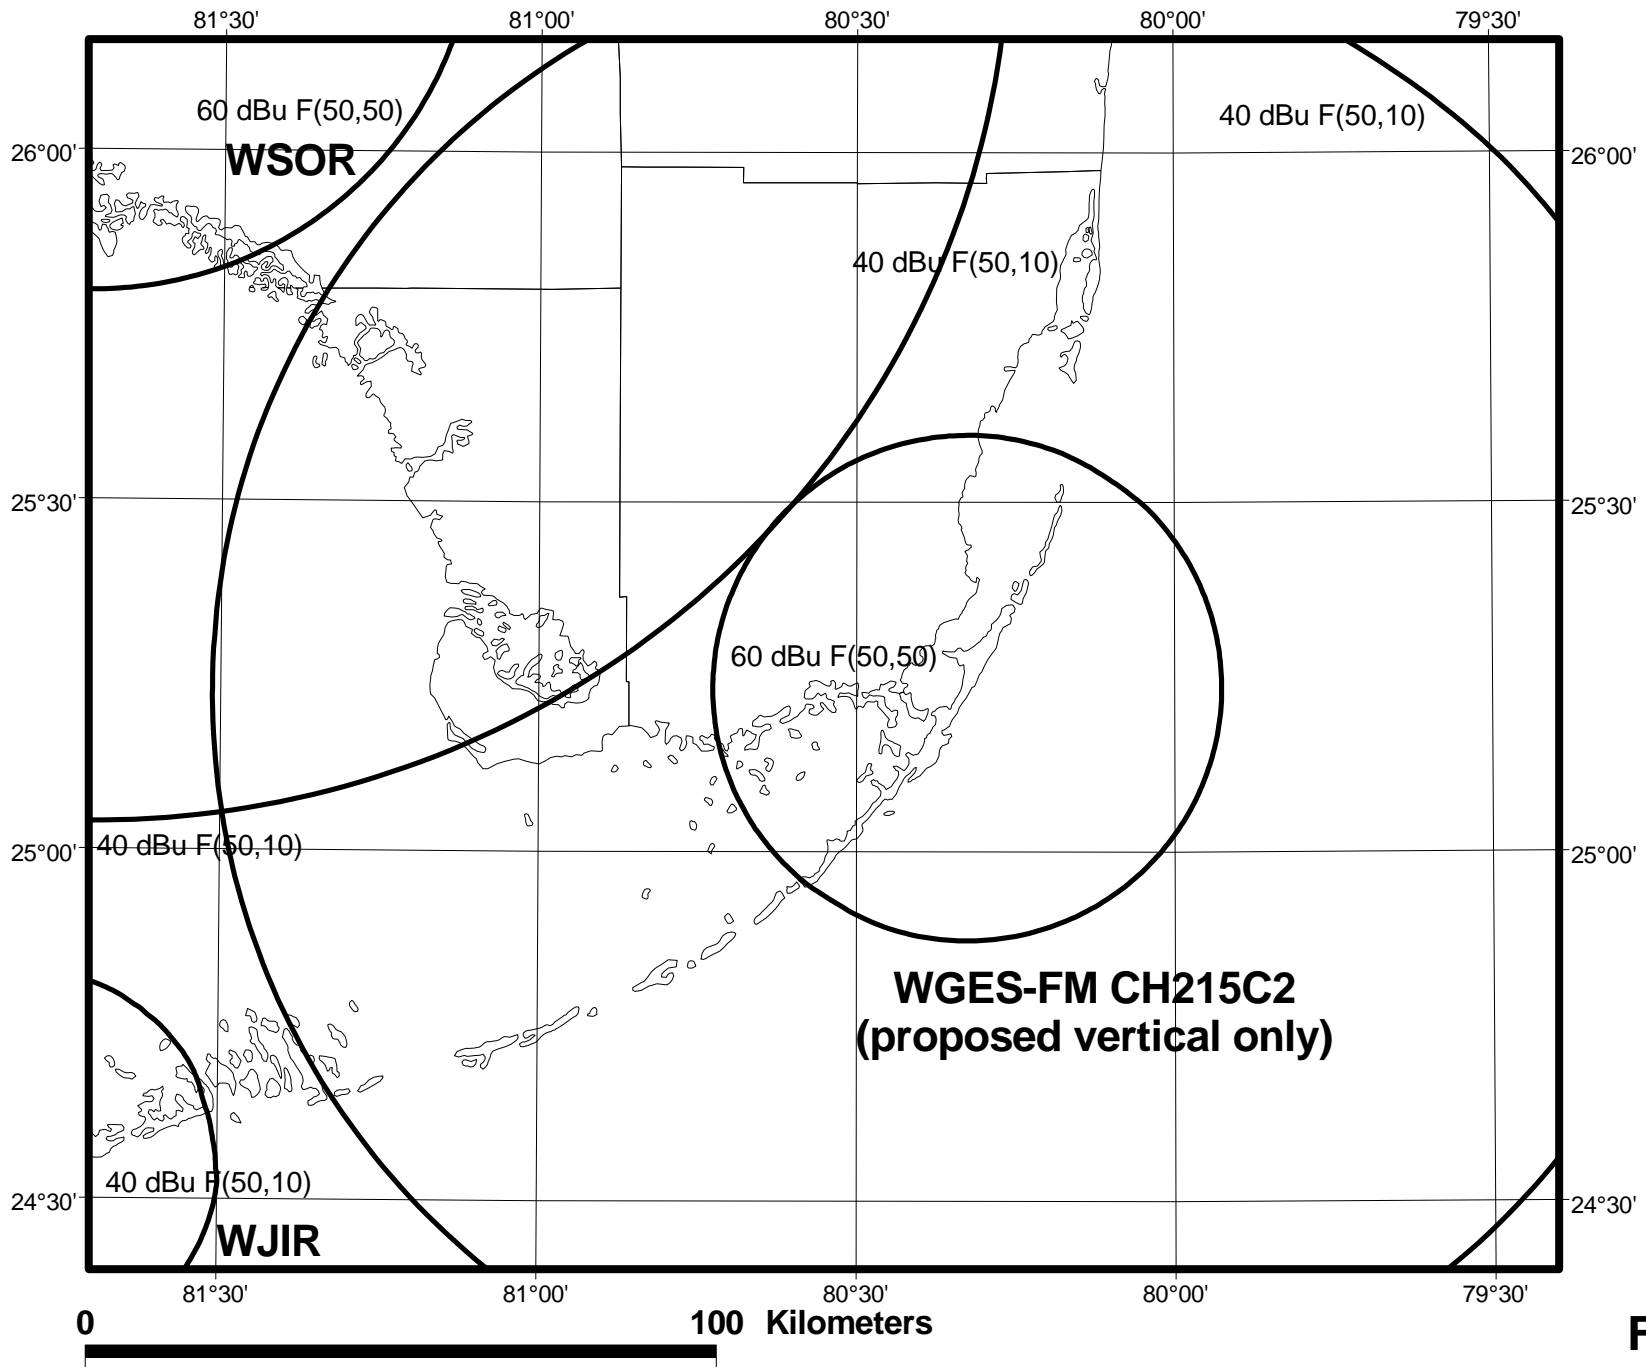 81°30' 81°00' 80°30' 80°00' 79°30'
60 dBu F(50,50)
40 dBu F(50,10)
26°00' WSOR 26°00'
40 dBu F(50,10)
25°30' 25°30'
60 dBu F(50,50)
40 dBu F(50,10)
25°00' 25°00'
WGES-FM CH215C2
(proposed vertical only)
40 dBu F(50,10)
24°30' 24°30'
WJIR
81°30' 81°00' 80°30' 80°00' 79°30'
0 100 Kilometers